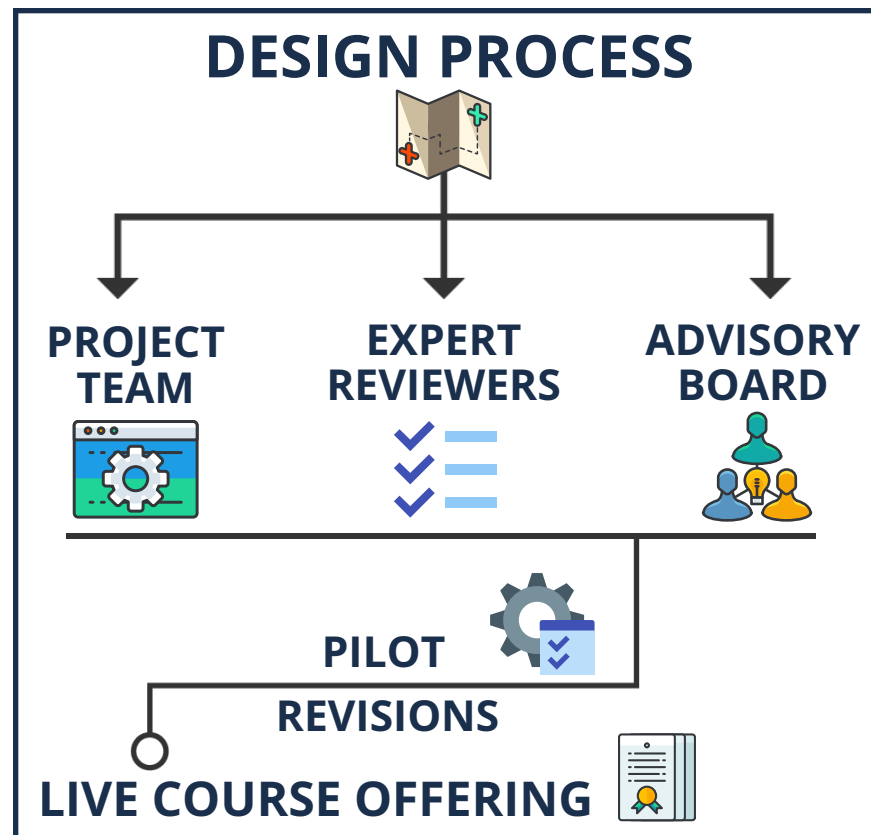 DESIGN PROCESS
PROJECT
TEAM
EXPERT
REVIEWERS
ADVISORY
BOARD
PILOT
REVISIONS
LIVE COURSE OFFERING